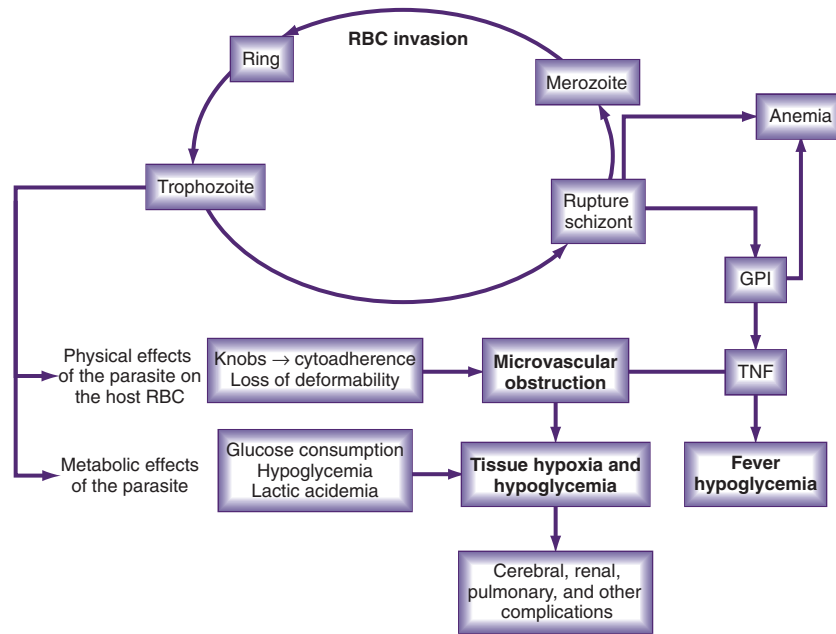 RBC invasion
Ring
Merozoite
Anemia
Trophozoite
Rupture
schizont
GPI
Physical effects
of the parasite on
the host RBC
Knobs → cytoadherence
Loss of deformability
Microvascular
obstruction
TNF
Metabolic effects
of the parasite
Glucose consumption
Hypoglycemia
Lactic acidemia
Tissue hypoxia and
hypoglycemia
Fever
hypoglycemia
Cerebral, renal,
pulmonary, and other
complications